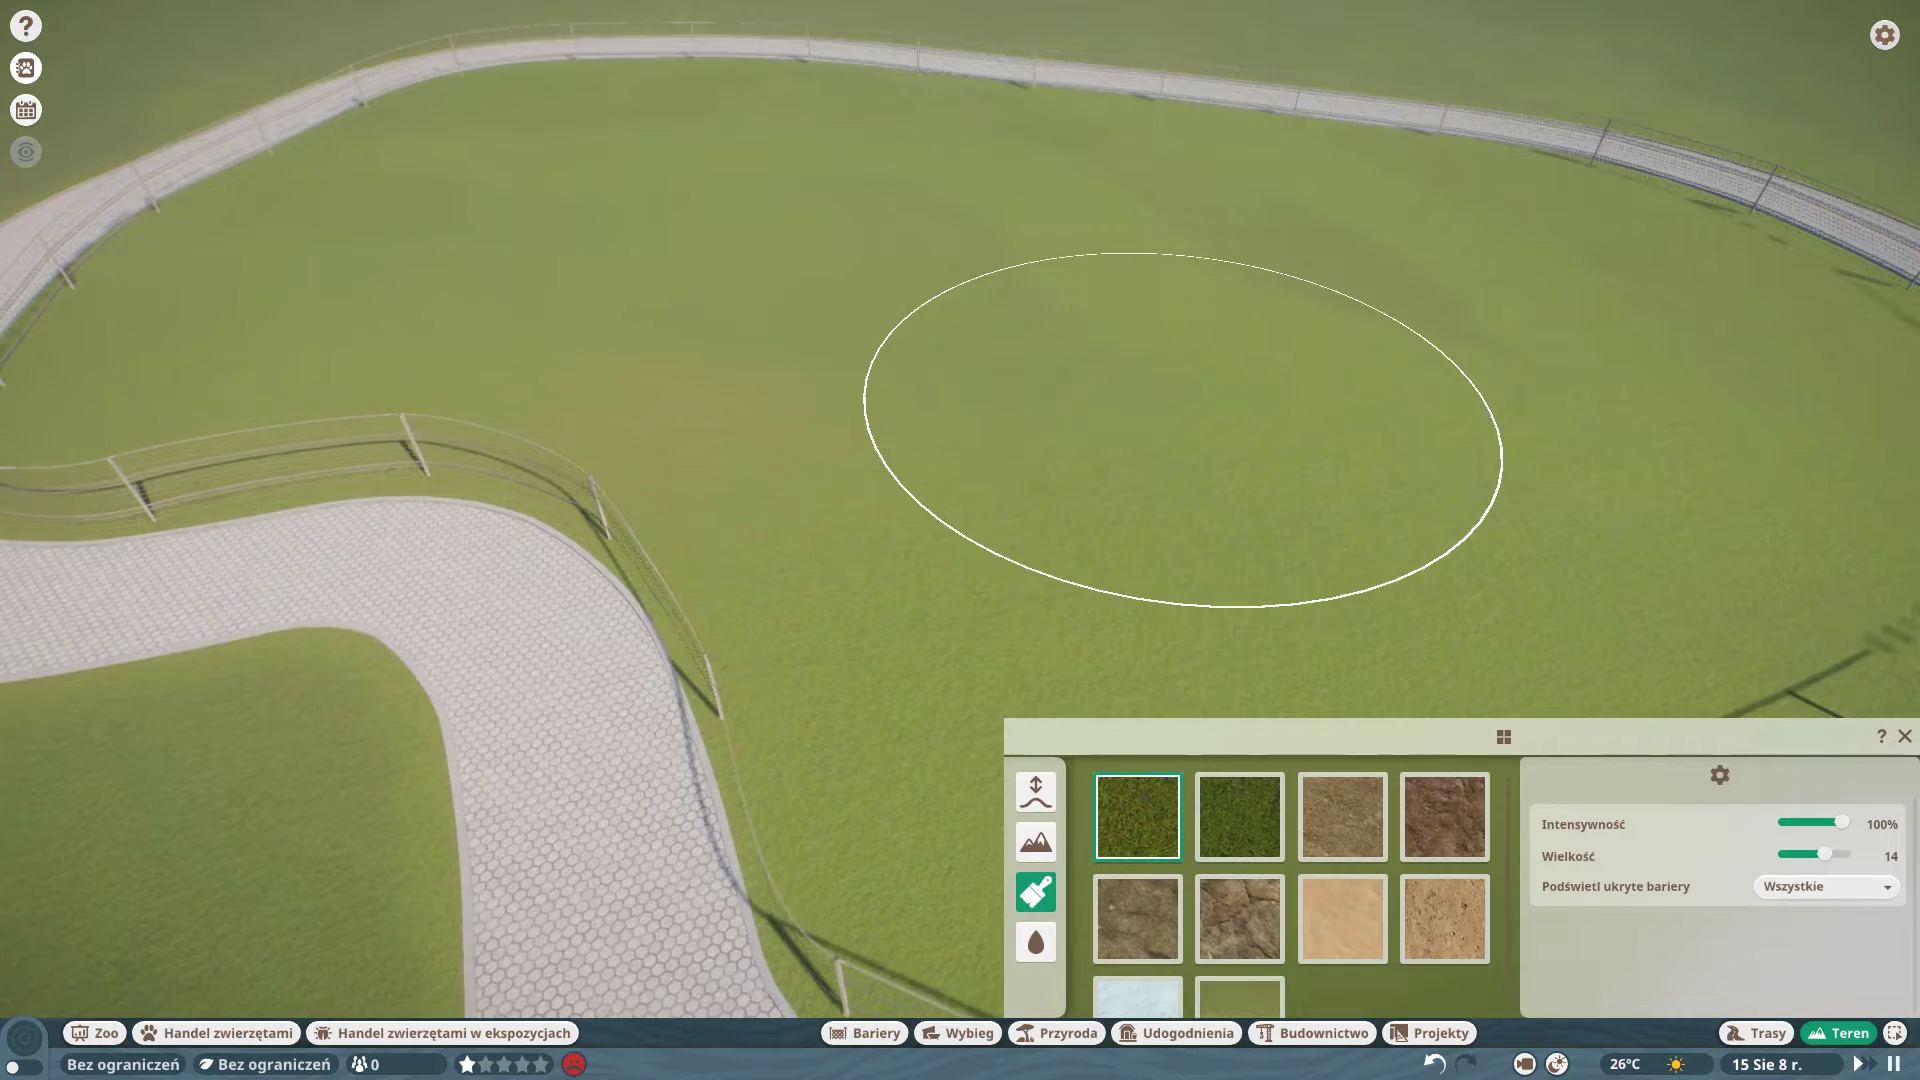 ?
? ×
Intensywność 100%
Wielkość 14
Podświetl ukryte bariery Wszystkie
Zoo Handel zwierzętami Handel zwierzętami w ekspozycjach Bariery Wybieg Przyroda Udogodnienia Budownictwo Projekty Trasy Teren
Bez ograniczeń Bez ograniczeń 0 26°C 15 Sie 8 r.